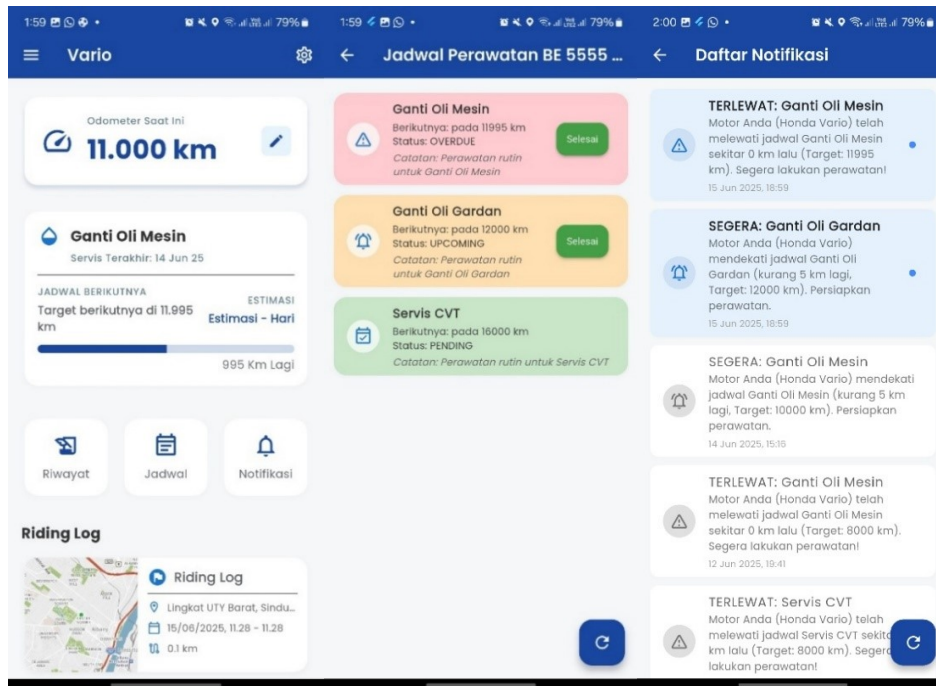 1:59
79%
Vario
Odometer Saat Ini
11.000 km
Ganti Oli Mesin
Servis Terakhir: 14 Jun 25
JADWAL BERIKUTNYA
Target berikutnya di 11.995
km
ESTIMASI
Estimasi - Hari
995 Km Lagi
Riwayat
Jadwal
Notifikasi
Riding Log
Riding Log
Lingkat UTY Barat, Sindu...
15/06/2025, 11.28 - 11.28
0.1 km
1:59
79%
Jadwal Perawatan BE 5555 ...
Ganti Oli Mesin
Berikutnya: pada 11995 km
Status: OVERDUE
Catatan: Perawatan rutin
untuk Ganti Oli Mesin
Selesai
Ganti Oli Gardan
Berikutnya: pada 12000 km
Status: UPCOMING
Catatan: Perawatan rutin
untuk Ganti Oli Gardan
Selesai
Servis CVT
Berikutnya: pada 16000 km
Status: PENDING
Catatan: Perawatan rutin untuk Servis CVT
2:00
79%
Daftar Notifikasi
TERLEWAT: Ganti Oli Mesin
Motor Anda (Honda Vario) telah
melewati jadwal Ganti Oli Mesin
sekitar 0 km lalu (Target: 11995
km). Segera lakukan perawatan!
15 Jun 2025, 18:59
SEGERA: Ganti Oli Gardan
Motor Anda (Honda Vario)
mendekati jadwal Ganti Oli
Gardan (kurang 5 km lagi,
Target: 12000 km). Persiapkan
perawatan.
15 Jun 2025, 18:59
SEGERA: Ganti Oli Mesin
Motor Anda (Honda Vario) mendekati
jadwal Ganti Oli Mesin (kurang 5 km
lagi, Target: 10000 km). Persiapkan
perawatan.
14 Jun 2025, 15:16
TERLEWAT: Ganti Oli Mesin
Motor Anda (Honda Vario) telah
melewati jadwal Ganti Oli Mesin
sekitar 0 km lalu (Target: 8000 km).
Segera lakukan perawatan!
12 Jun 2025, 19:41
TERLEWAT: Servis CVT
Motor Anda (Honda Vario) telah
melewati jadwal Servis CVT
km lalu (Target: 8000 km).
lakukan perawatan!